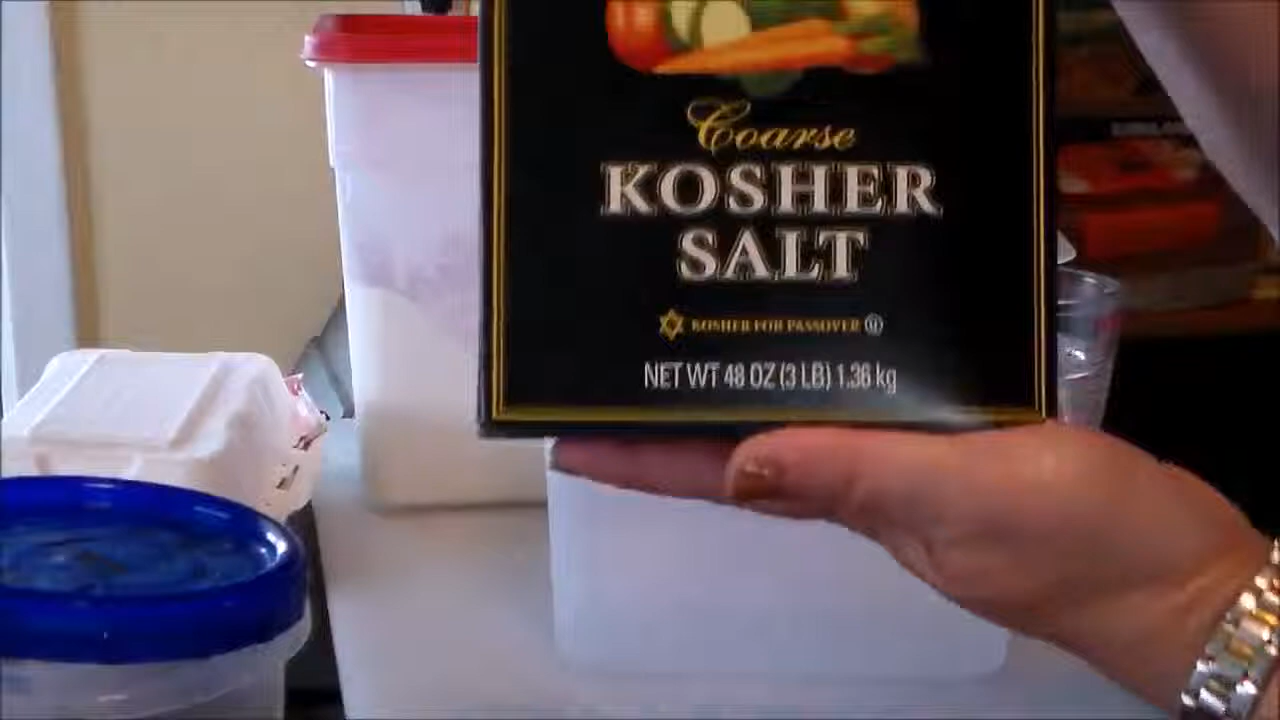 Coarse
KOSHER
SALT
KOSHER FOR PASSOVER U
NET WT 48 OZ (3 LB) 1.36 kg